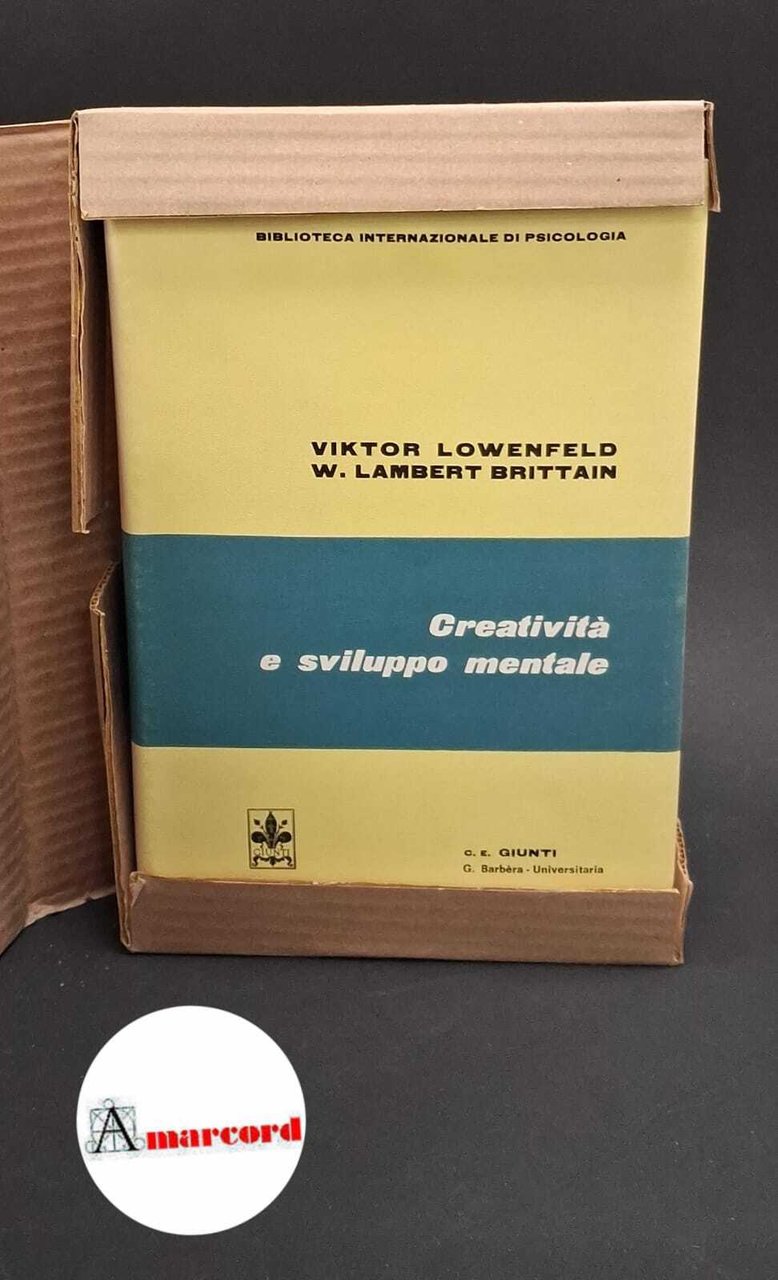 BIBLIOTECA INTERNAZIONALE DI PSICOLOGIA
VIKTOR LOWENFELD
W. LAMBERT BRITTAIN
Creatività
e sviluppo mentale
GIUNTI
C. E. GIUNTI
G. Barbèra - Universitaria
Amarcord